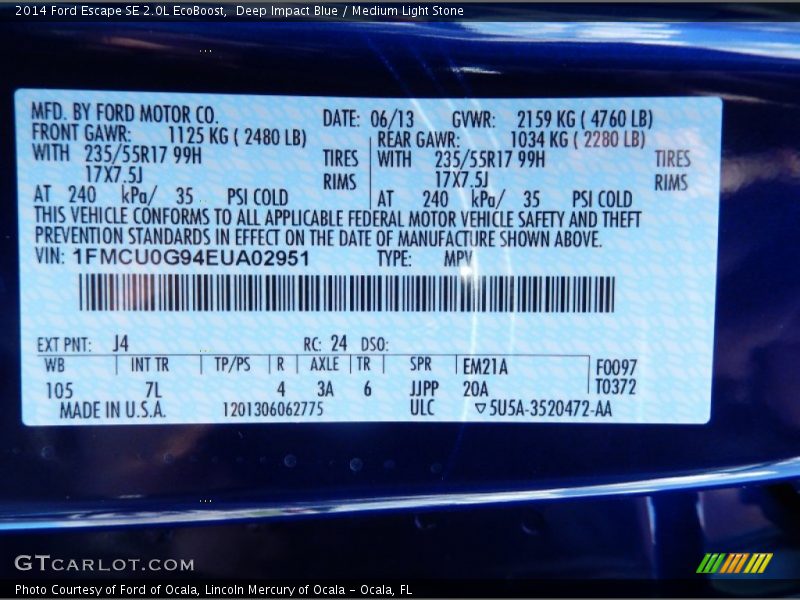 2014 Ford Escape SE 2.0L EcoBoost,  Deep Impact Blue / Medium Light Stone
MFD. BY FORD MOTOR CO. DATE: 06/13 GVWR: 2159 KG ( 4760 LB)
FRONT GAWR: 1125 KG ( 2480 LB) REAR GAWR: 1034 KG ( 2280 LB)
WITH 235/55R17 99H TIRES WITH 235/55R17 99H TIRES
17X7.5J RIMS 17X7.5J RIMS
AT 240 kPa/ 35 PSI COLD AT 240 kPa/ 35 PSI COLD
THIS VEHICLE CONFORMS TO ALL APPLICABLE FEDERAL MOTOR VEHICLE SAFETY AND THEFT
PREVENTION STANDARDS IN EFFECT ON THE DATE OF MANUFACTURE SHOWN ABOVE.
VIN: 1FMCU0G94EUA02951 TYPE: MPV
EXT PNT: J4 RC: 24 DSO:
WB INT TR TP/PS R AXLE TR SPR EM21A F0097
105 7L 4 3A 6 JJPP 20A T0372
MADE IN U.S.A. 1201306062775 ULC ▽5U5A-3520472-AA
GTCARLOT.COM
Photo Courtesy of Ford of Ocala, Lincoln Mercury of Ocala - Ocala, FL